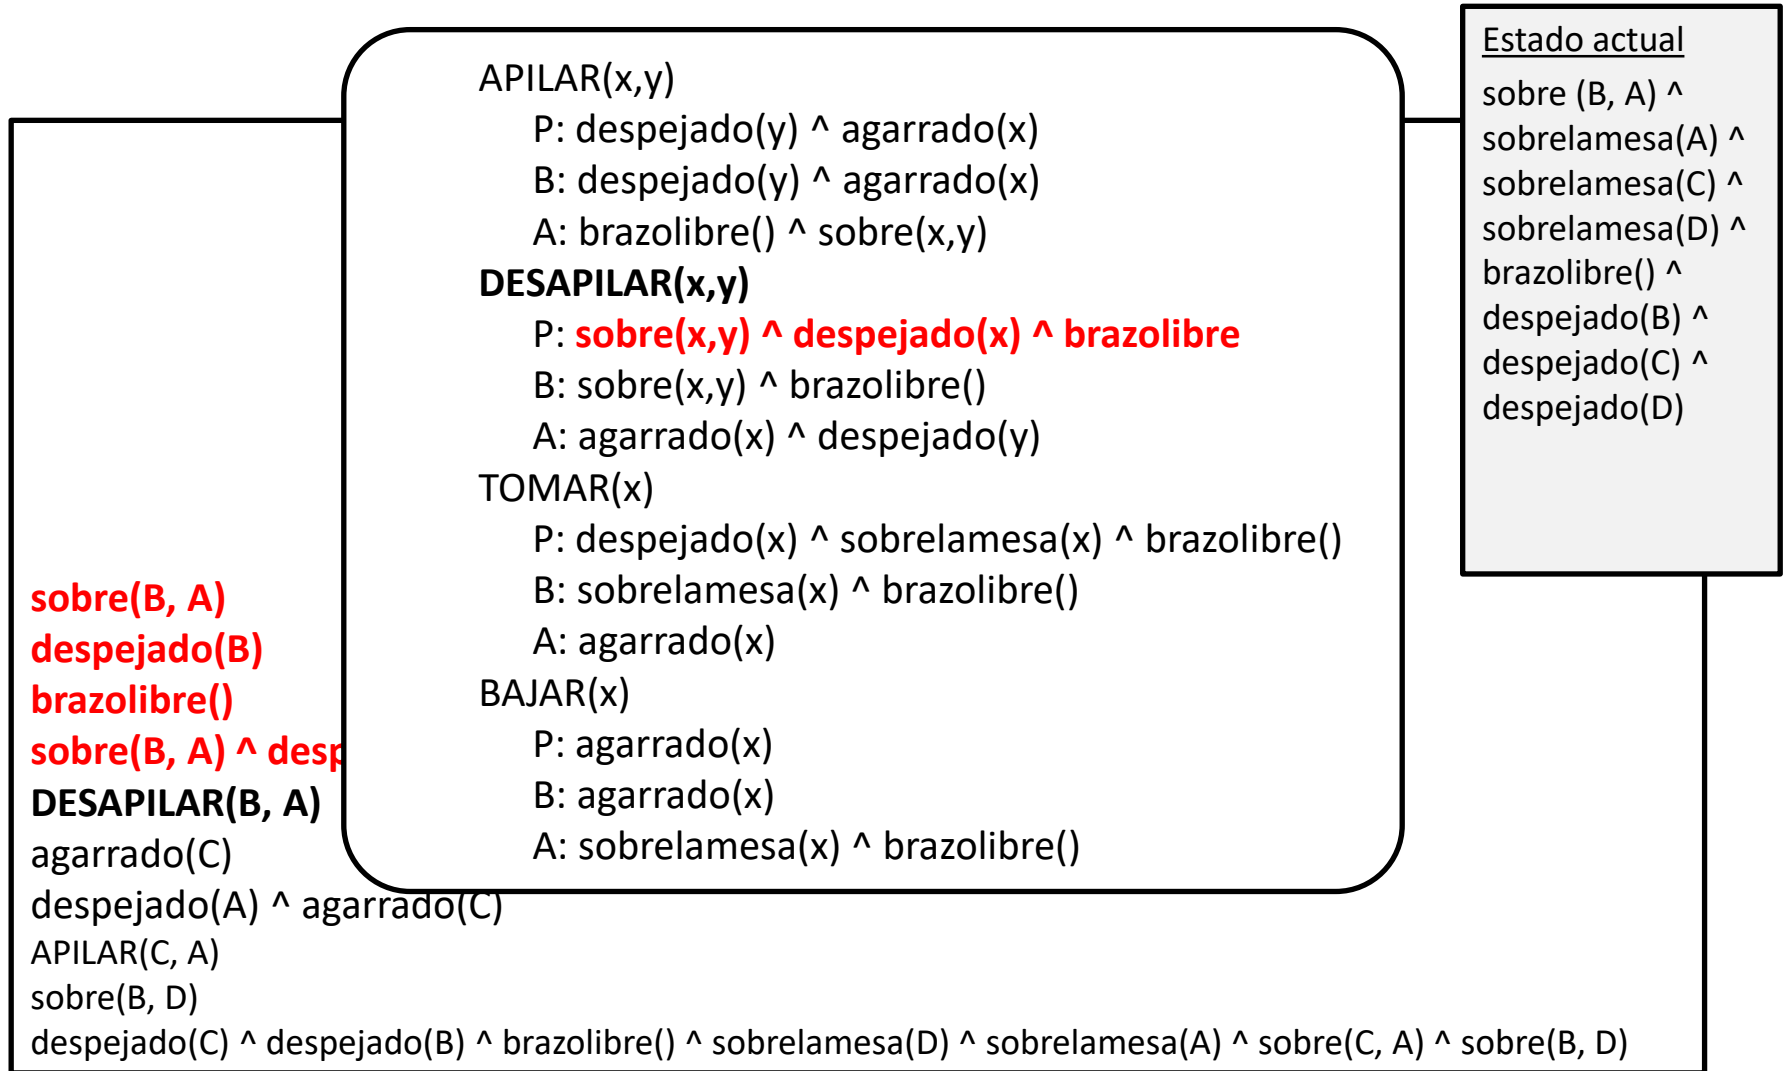 APILAR(x,y)
P: despejado(y) ^ agarrado(x)
B: despejado(y) ^ agarrado(x)
A: brazolibre() ^ sobre(x,y)
DESAPILAR(x,y)
P: sobre(x,y) ^ despejado(x) ^ brazolibre
B: sobre(x,y) ^ brazolibre()
A: agarrado(x) ^ despejado(y)
TOMAR(x)
P: despejado(x) ^ sobrelamesa(x) ^ brazolibre()
B: sobrelamesa(x) ^ brazolibre()
A: agarrado(x)
BAJAR(x)
P: agarrado(x)
B: agarrado(x)
A: sobrelamesa(x) ^ brazolibre()
Estado actual
sobre (B, A) ^
sobrelamesa(A) ^
sobrelamesa(C) ^
sobrelamesa(D) ^
brazolibre() ^
despejado(B) ^
despejado(C) ^
despejado(D)
sobre(B, A)
despejado(B)
brazolibre()
sobre(B, A) ^ desp
DESAPILAR(B, A)
agarrado(C)
despejado(A) ^ agarrado(C)
APILAR(C, A)
sobre(B, D)
despejado(C) ^ despejado(B) ^ brazolibre() ^ sobrelamesa(D) ^ sobrelamesa(A) ^ sobre(C, A) ^ sobre(B, D)